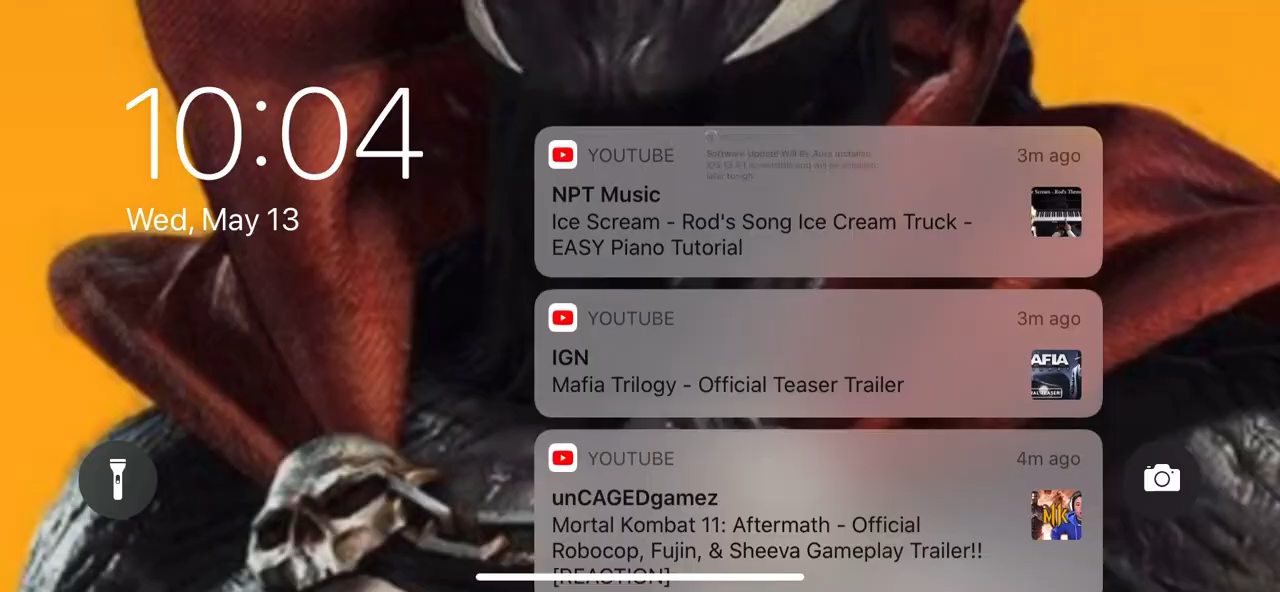 10:04
Wed, May 13
YOUTUBE
3m ago
NPT Music
Ice Scream - Rod's Song Ice Cream Truck -
EASY Piano Tutorial
YOUTUBE
3m ago
IGN
Mafia Trilogy - Official Teaser Trailer
AFIA
YOUTUBE
4m ago
unCAGEDgamez
Mortal Kombat 11: Aftermath - Official
Robocop, Fujin, & Sheeva Gameplay Trailer!!
[REACTION]